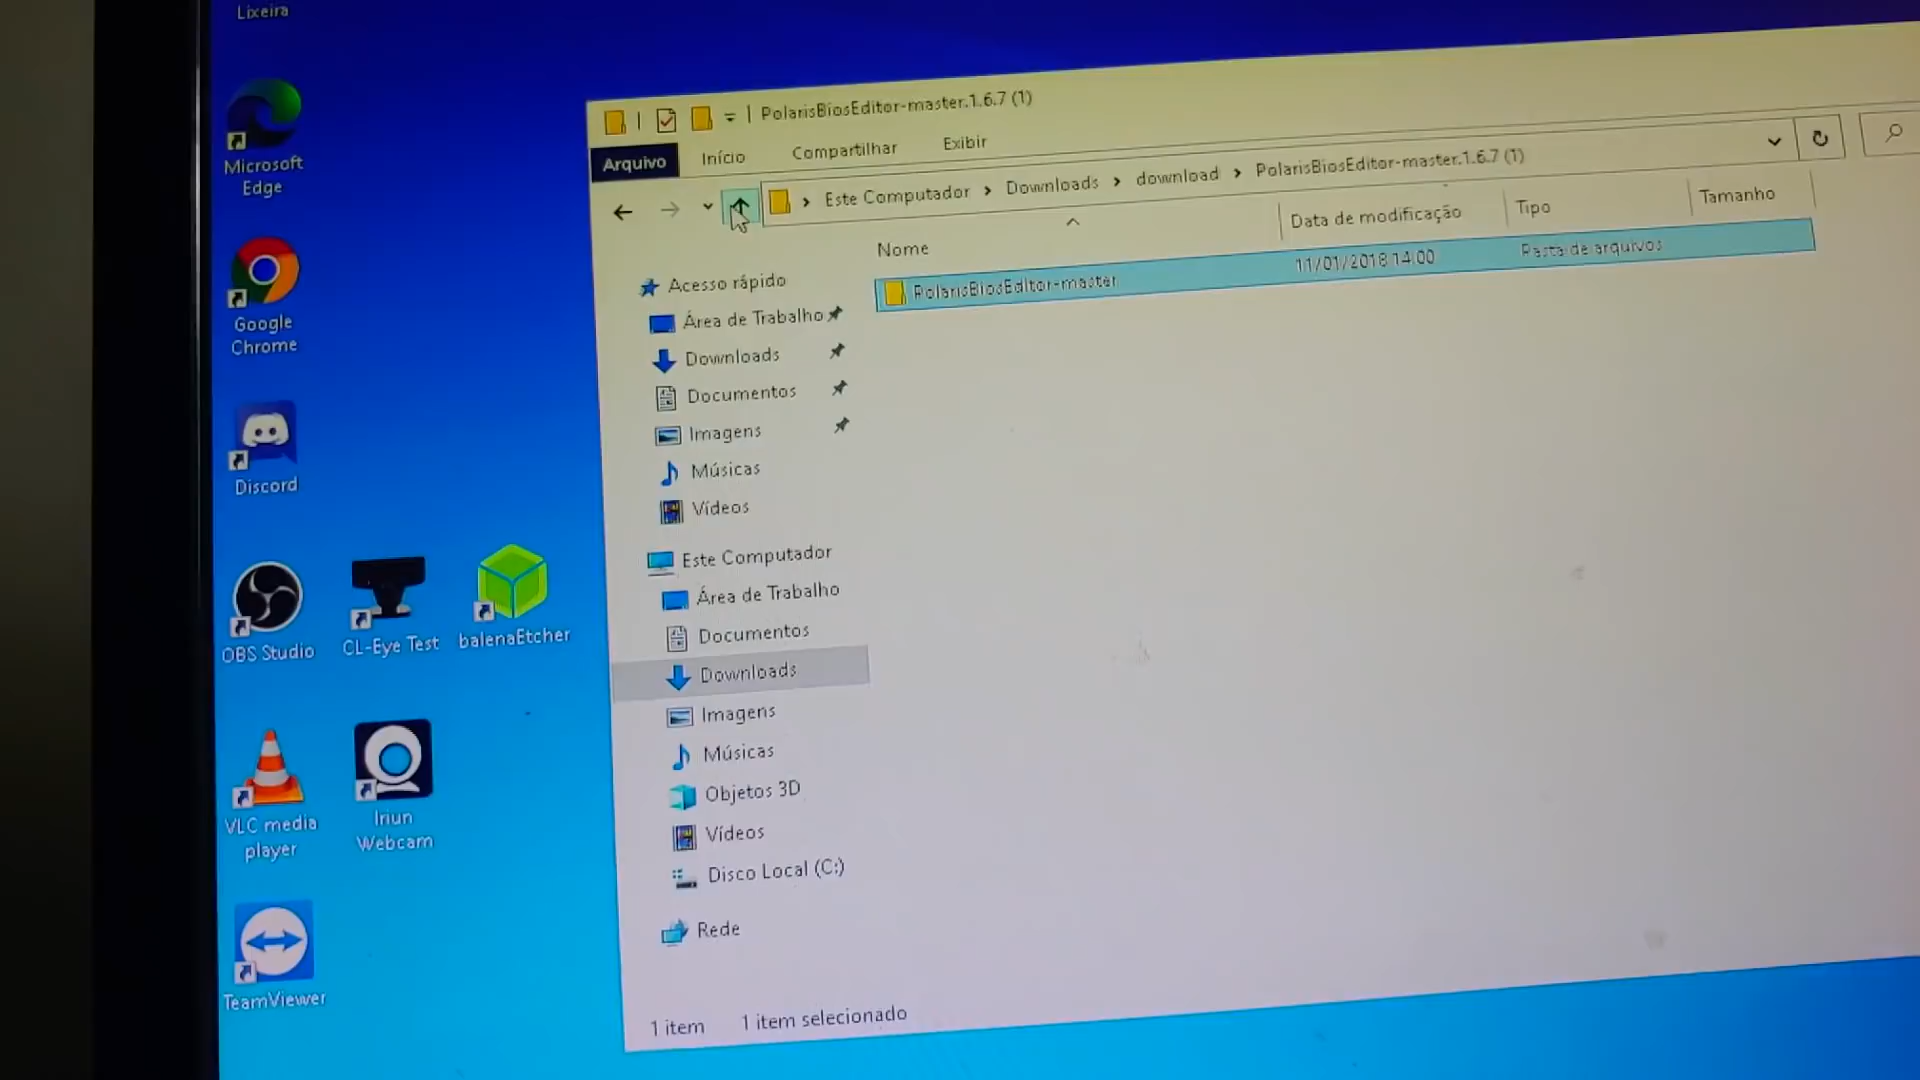 Lixeira
Microsoft
Edge
Google
Chrome
Discord
OBS Studio
CL-Eye Test
balenaEtcher
VLC media
player
Iriun
Webcam
TeamViewer
PolarisBiosEditor-master.1.6.7 (1)
Arquivo
Início
Compartilhar
Exibir
Este Computador
Downloads
download
PolarisBiosEditor-master.1.6.7 (1)
Nome
Data de modificação
Tipo
Tamanho
PolarisBiosEditor-master
11/01/2018 14:00
Pasta de arquivos
Acesso rápido
Área de Trabalho
Downloads
Documentos
Imagens
Músicas
Vídeos
Este Computador
Área de Trabalho
Documentos
Downloads
Imagens
Músicas
Objetos 3D
Vídeos
Disco Local (C:)
Rede
1 item
1 item selecionado